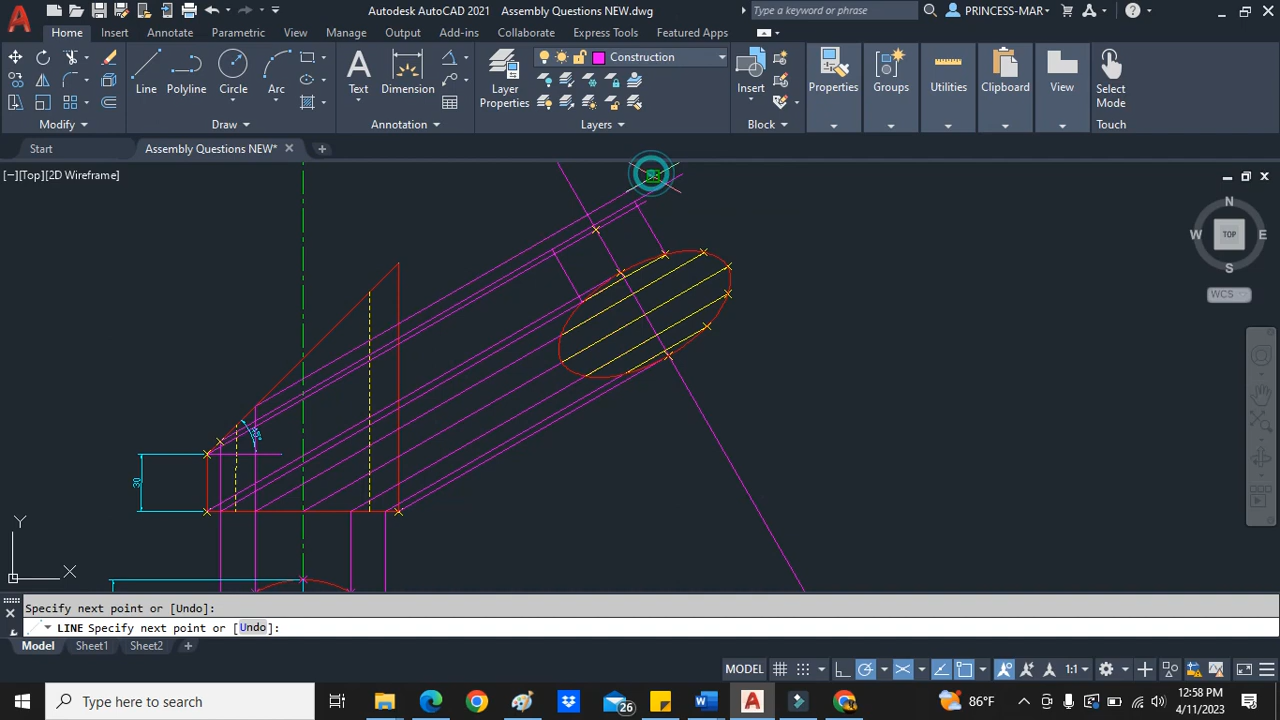 Autodesk AutoCAD 2021 Assembly Questions NEW.dwg
Type a keyword or phrase
PRINCESS-MAR
Home Insert Annotate Parametric View Manage Output Add-ins Collaborate Express Tools Featured Apps
Construction
Line Polyline Circle Arc Text Dimension Layer Properties Insert Properties Groups Utilities Clipboard View Select Mode
Modify Draw Annotation Layers Block Touch
Start Assembly Questions NEW*
[−][Top][2D Wireframe]
N
W TOP E
S
WCS
45°
30
Y
X
Specify next point or [Undo]:
LINE Specify next point or [Undo]:
Model Sheet1 Sheet2
MODEL 1:1
Type here to search
26
86°F
12:58 PM
4/11/2023